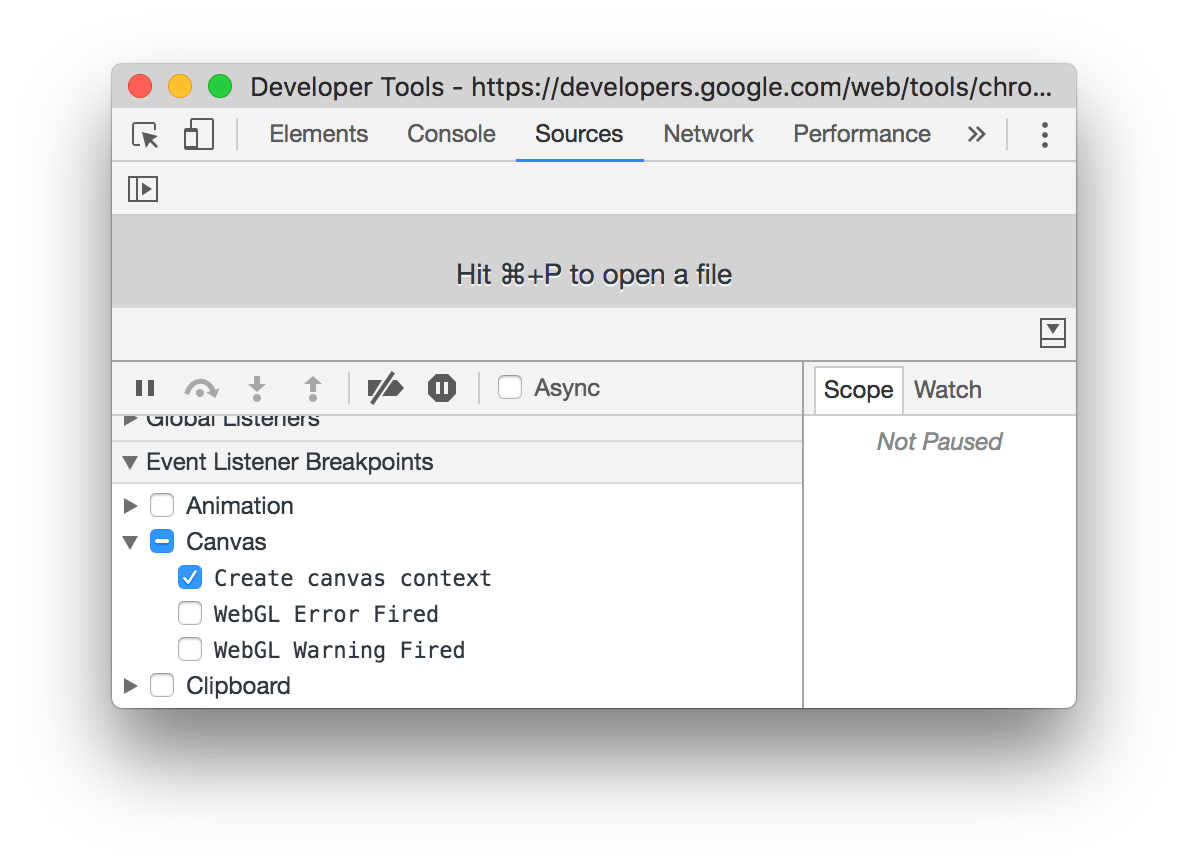 Developer Tools - https://developers.google.com/web/tools/chro...
Elements Console Sources Network Performance »
Hit ⌘+P to open a file
Async
Scope Watch
Global Listeners
Not Paused
Event Listener Breakpoints
Animation
Canvas
Create canvas context
WebGL Error Fired
WebGL Warning Fired
Clipboard